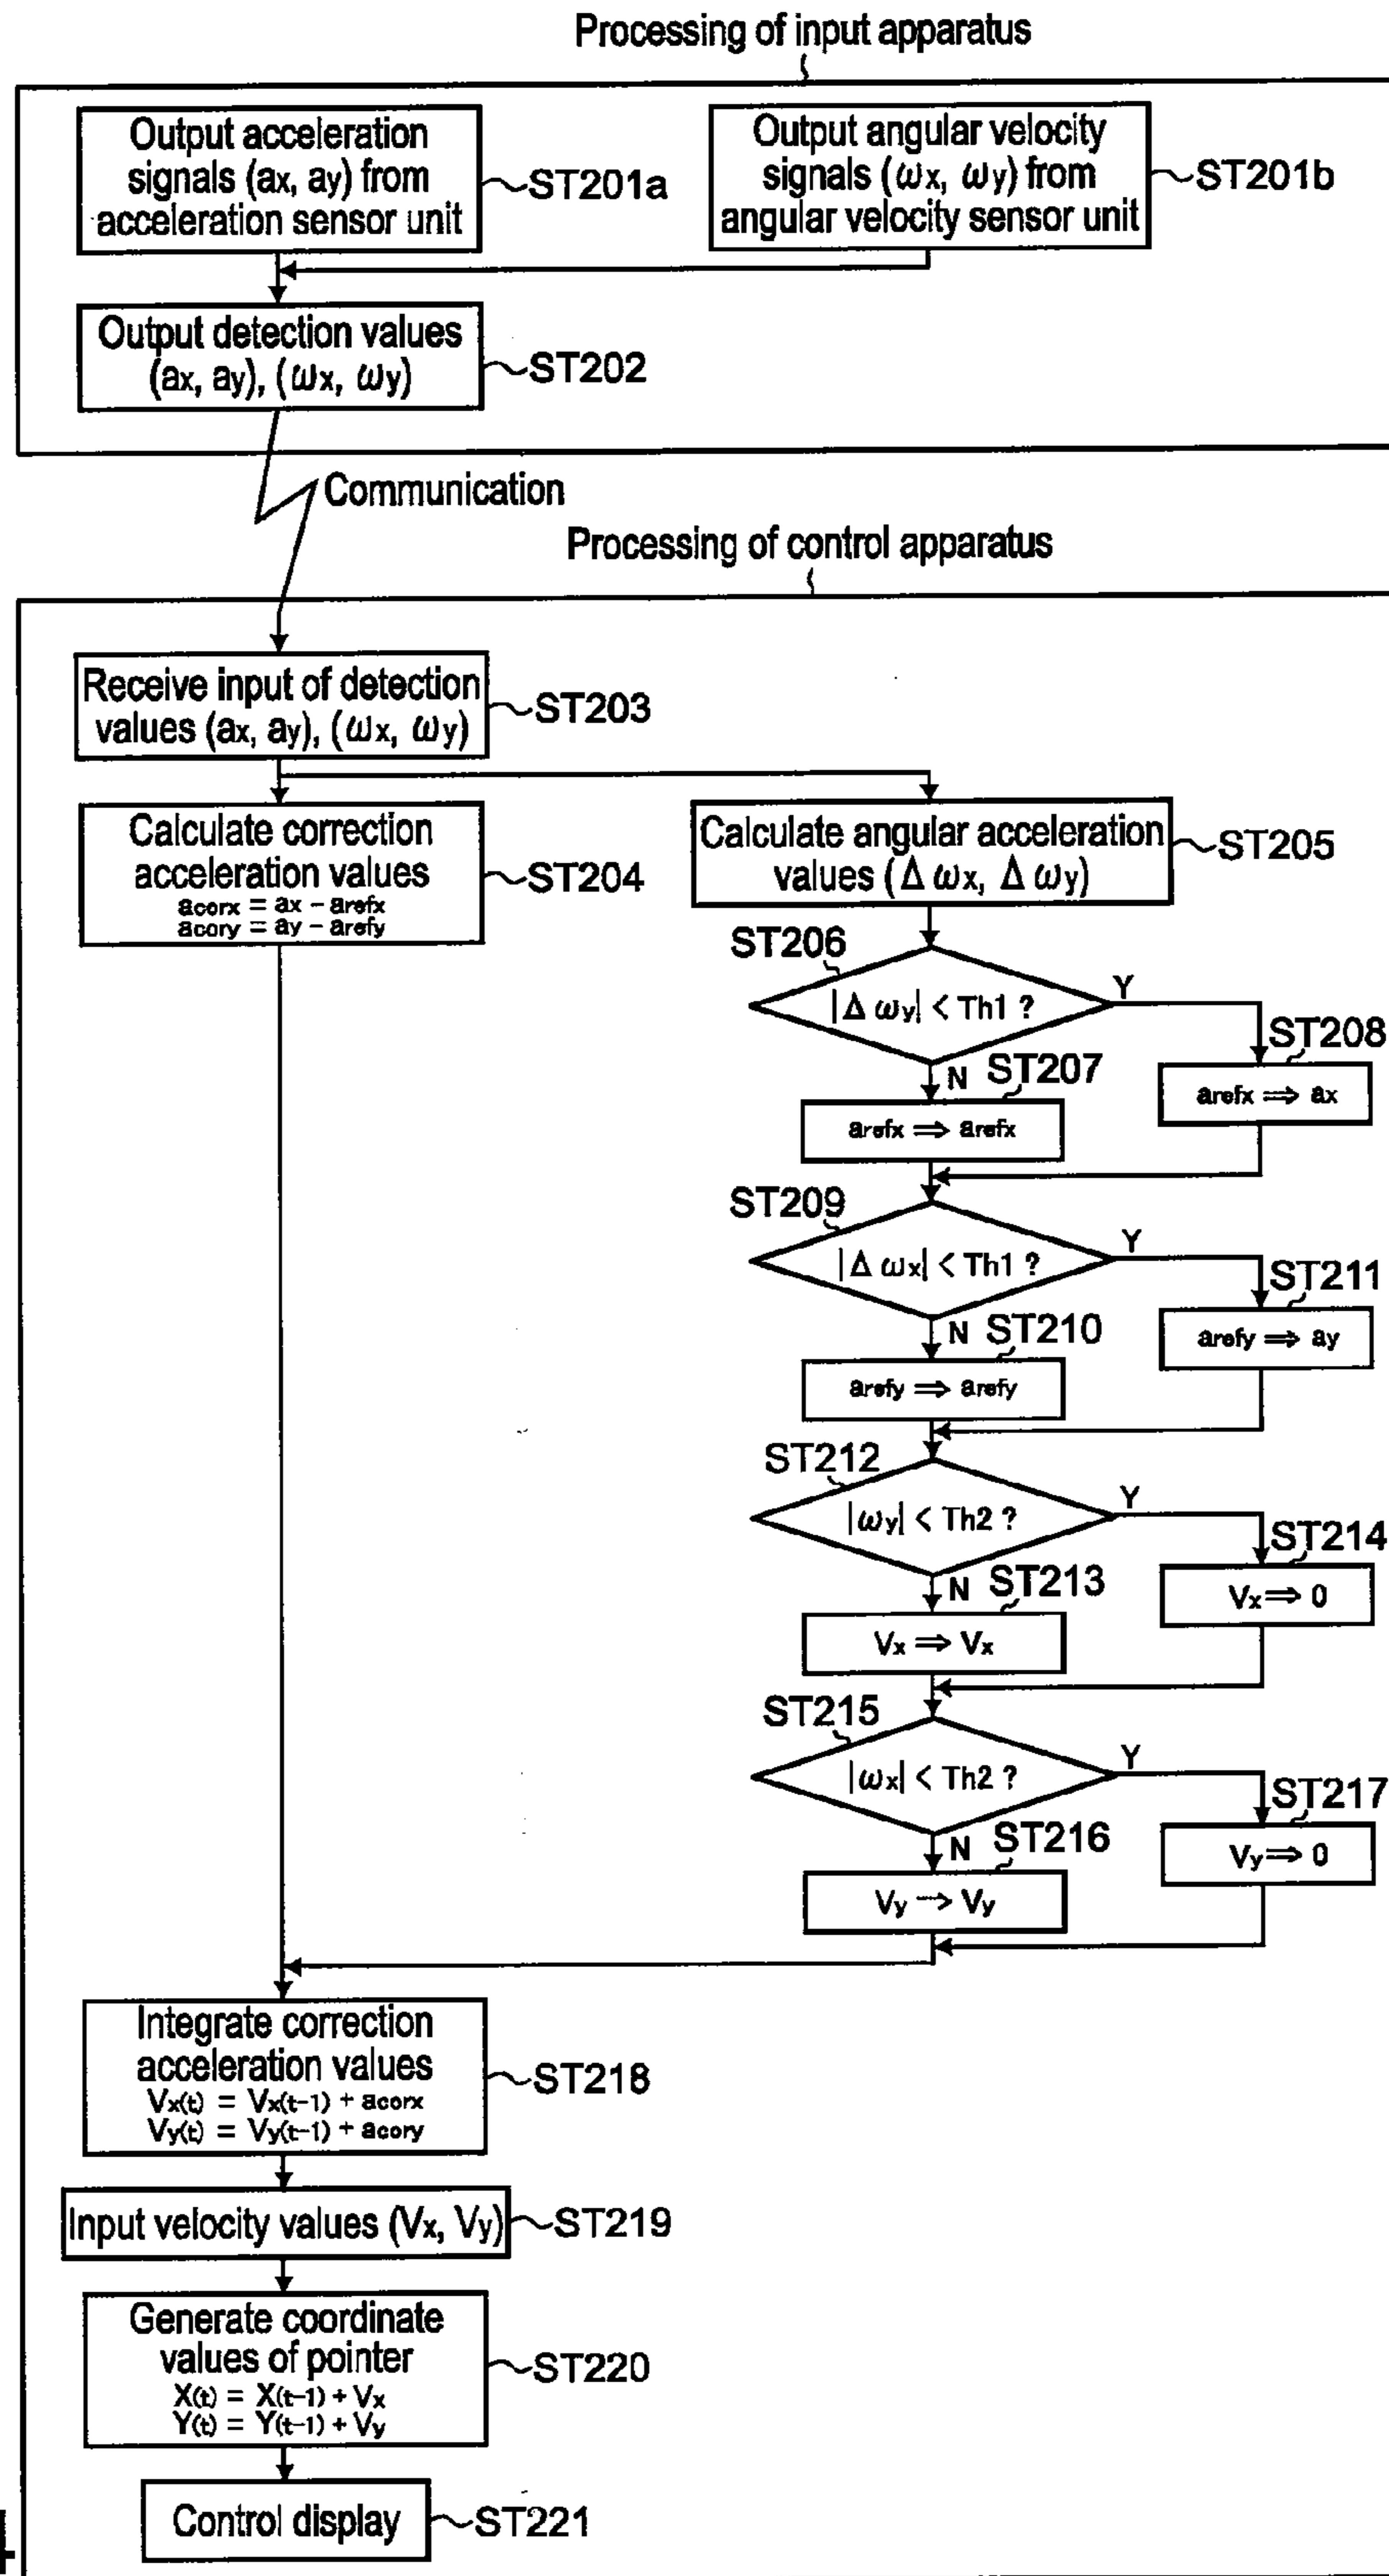 Processing of input apparatus
Output acceleration
signals (ax, ay) from
acceleration sensor unit
ST201a
Output angular velocity
signals (ωx, ωy) from
angular velocity sensor unit
ST201b
Output detection values
(ax, ay), (ωx, ωy)
ST202
Communication
Processing of control apparatus
Receive input of detection
values (ax, ay), (ωx, ωy)
ST203
Calculate correction
acceleration values
acorx = ax - arefx
acory = ay - arefy
ST204
Calculate angular acceleration
values (Δωx, Δωy)
ST205
ST206
|Δωy| < Th1 ?
Y
N
ST207
arefx ⇒ arefx
ST208
arefx ⇒ ax
ST209
|Δωx| < Th1 ?
Y
N
ST210
arefy ⇒ arefy
ST211
arefy ⇒ ay
ST212
|ωy| < Th2 ?
Y
N
ST213
Vx ⇒ Vx
ST214
Vx ⇒ 0
ST215
|ωx| < Th2 ?
Y
N
ST216
Vy → Vy
ST217
Vy ⇒ 0
Integrate correction
acceleration values
Vx(t) = Vx(t-1) + acorx
Vy(t) = Vy(t-1) + acory
ST218
Input velocity values (Vx, Vy)
ST219
Generate coordinate
values of pointer
X(t) = X(t-1) + Vx
Y(t) = Y(t-1) + Vy
ST220
Control display
ST221